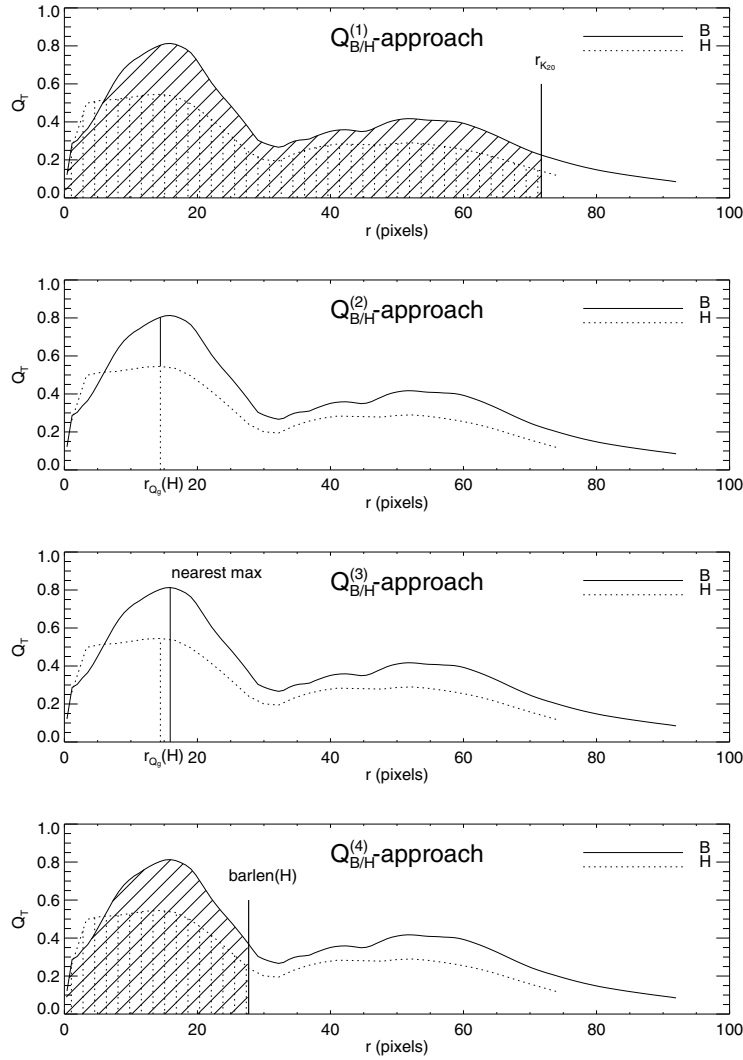 1.0
0.8
0.6
0.4
0.2
0.0
Q_T
Q_{B/H}^{(1)}-approach
B
H
r_{K_{20}}
0 20 40 60 80 100
r (pixels)
1.0
0.8
0.6
0.4
0.2
0.0
Q_T
Q_{B/H}^{(2)}-approach
B
H
0 r_{Q_g}(H) 20 40 60 80 100
r (pixels)
1.0
0.8
0.6
0.4
0.2
0.0
Q_T
nearest max
Q_{B/H}^{(3)}-approach
B
H
0 r_{Q_g}(H) 20 40 60 80 100
r (pixels)
1.0
0.8
0.6
0.4
0.2
0.0
Q_T
Q_{B/H}^{(4)}-approach
B
H
barlen(H)
0 20 40 60 80 100
r (pixels)